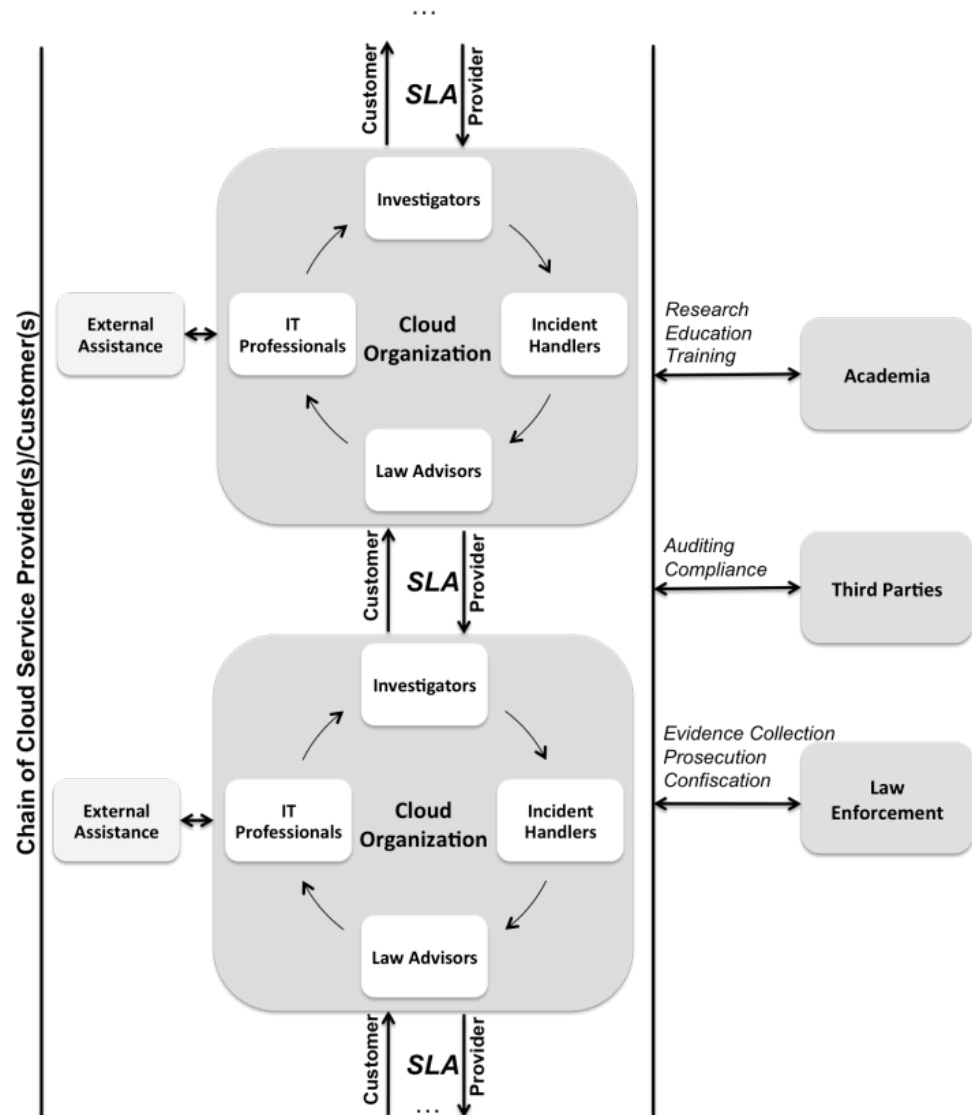 ...
Customer
SLA
Provider
Investigators
IT
Professionals
Cloud
Organization
Incident
Handlers
Law Advisors
External
Assistance
Customer
SLA
Provider
Investigators
IT
Professionals
Cloud
Organization
Incident
Handlers
Law Advisors
External
Assistance
Customer
SLA
Provider
...
Chain of Cloud Service Provider(s)/Customer(s)
Research
Education
Training
Academia
Auditing
Compliance
Third Parties
Evidence Collection
Prosecution
Confiscation
Law
Enforcement